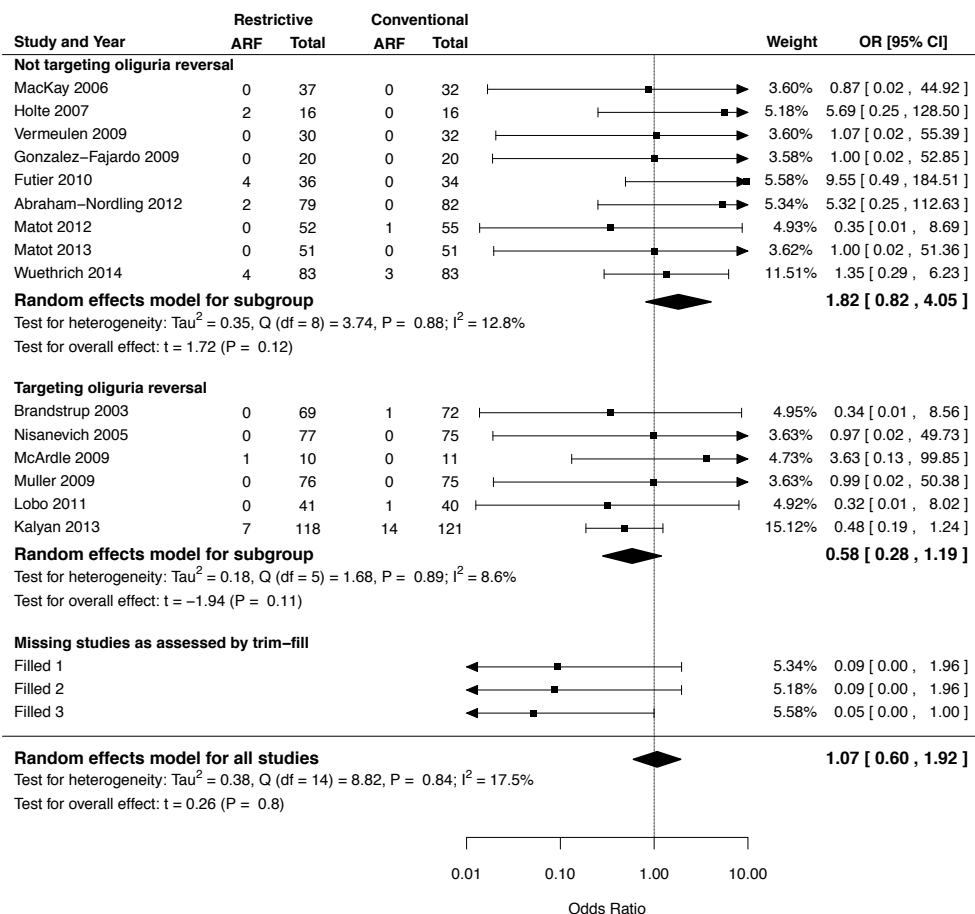 Restrictive Conventional
Study and Year ARF Total ARF Total Weight OR [95% CI]
Not targeting oliguria reversal
MacKay 2006 0 37 0 32 3.60% 0.87 [ 0.02 , 44.92 ]
Holte 2007 2 16 0 16 5.18% 5.69 [ 0.25 , 128.50 ]
Vermeulen 2009 0 30 0 32 3.60% 1.07 [ 0.02 , 55.39 ]
Gonzalez−Fajardo 2009 0 20 0 20 3.58% 1.00 [ 0.02 , 52.85 ]
Futier 2010 4 36 0 34 5.58% 9.55 [ 0.49 , 184.51 ]
Abraham−Nordling 2012 2 79 0 82 5.34% 5.32 [ 0.25 , 112.63 ]
Matot 2012 0 52 1 55 4.93% 0.35 [ 0.01 , 8.69 ]
Matot 2013 0 51 0 51 3.62% 1.00 [ 0.02 , 51.36 ]
Wuethrich 2014 4 83 3 83 11.51% 1.35 [ 0.29 , 6.23 ]
Random effects model for subgroup 1.82 [ 0.82 , 4.05 ]
Test for heterogeneity: Tau² = 0.35, Q (df = 8) = 3.74, P = 0.88; I² = 12.8%
Test for overall effect: t = 1.72 (P = 0.12)
Targeting oliguria reversal
Brandstrup 2003 0 69 1 72 4.95% 0.34 [ 0.01 , 8.56 ]
Nisanevich 2005 0 77 0 75 3.63% 0.97 [ 0.02 , 49.73 ]
McArdle 2009 1 10 0 11 4.73% 3.63 [ 0.13 , 99.85 ]
Muller 2009 0 76 0 75 3.63% 0.99 [ 0.02 , 50.38 ]
Lobo 2011 0 41 1 40 4.92% 0.32 [ 0.01 , 8.02 ]
Kalyan 2013 7 118 14 121 15.12% 0.48 [ 0.19 , 1.24 ]
Random effects model for subgroup 0.58 [ 0.28 , 1.19 ]
Test for heterogeneity: Tau² = 0.18, Q (df = 5) = 1.68, P = 0.89; I² = 8.6%
Test for overall effect: t = −1.94 (P = 0.11)
Missing studies as assessed by trim−fill
Filled 1 5.34% 0.09 [ 0.00 , 1.96 ]
Filled 2 5.18% 0.09 [ 0.00 , 1.96 ]
Filled 3 5.58% 0.05 [ 0.00 , 1.00 ]
Random effects model for all studies 1.07 [ 0.60 , 1.92 ]
Test for heterogeneity: Tau² = 0.38, Q (df = 14) = 8.82, P = 0.84; I² = 17.5%
Test for overall effect: t = 0.26 (P = 0.8)
0.01 0.10 1.00 10.00
Odds Ratio